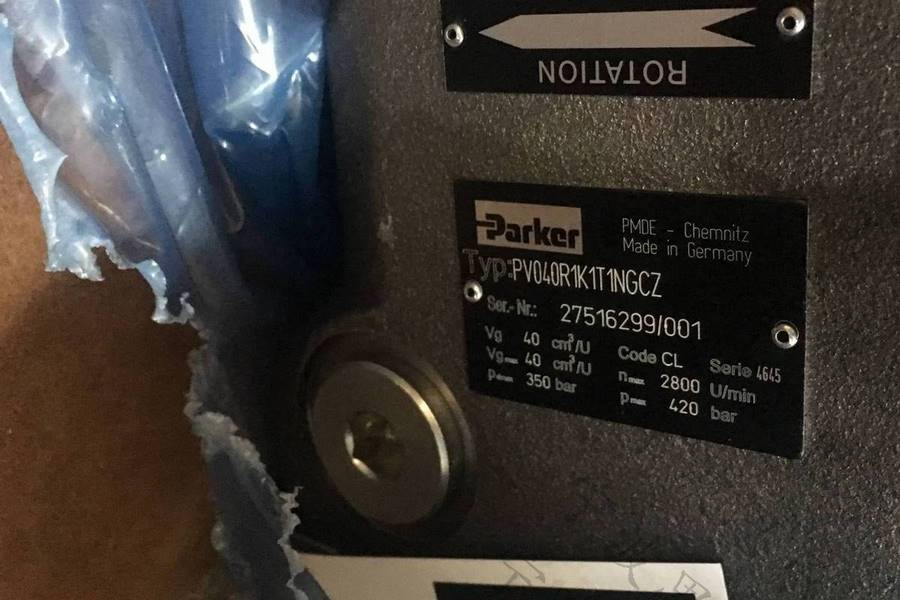 ROTATION
Parker
PMDE - Chemnitz
Made in Germany
Typ:PV040R1K1T1NGCZ
Ser.-Nr.: 27516299/001
Vg 40 cm³/U Code CL Serie 4645
Vgmax 40 cm³/U nmax 2800 U/min
pnenn 350 bar pmax 420 bar